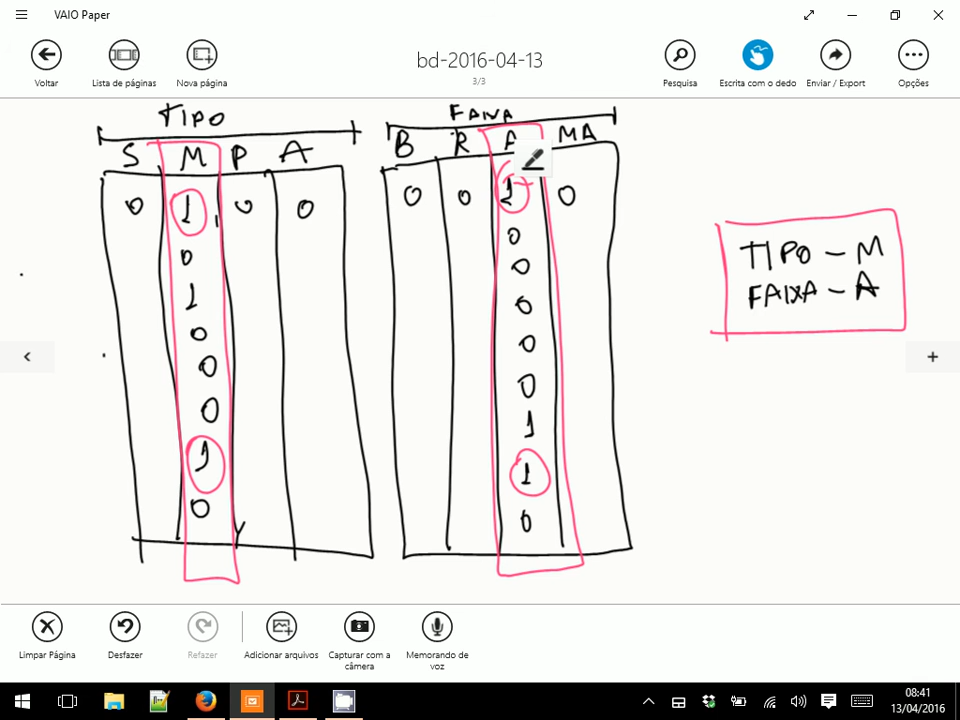 VAIO Paper
bd-2016-04-13
3/3
Voltar
Lista de páginas
Nova página
Pesquisa
Escrita com o dedo
Enviar / Export
Opções
TIPO
S M P A
0 1 0 0
0
1
0
0
0
1
0
FAIXA
B R A MA
0 0 1 0
0
0
0
0
0
1
1
0
TIPO - M
FAIXA - A
Limpar Página
Desfazer
Refazer
Adicionar arquivos
Capturar com a
câmera
Memorando de
voz
08:41
13/04/2016